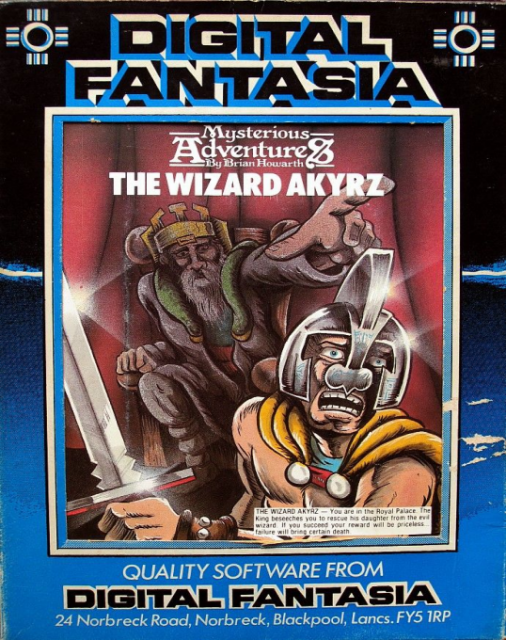 DIGITAL
FANTASIA
Mysterious
Adventures
By Brian Howarth
THE WIZARD AKYRZ
THE WIZARD AKYRZ — You are in the Royal Palace. The
King beseeches you to rescue his daughter from the evil
wizard. If you succeed your reward will be priceless...
failure will bring certain death.
QUALITY SOFTWARE FROM
DIGITAL FANTASIA
24 Norbreck Road, Norbreck, Blackpool, Lancs. FY5 1RP